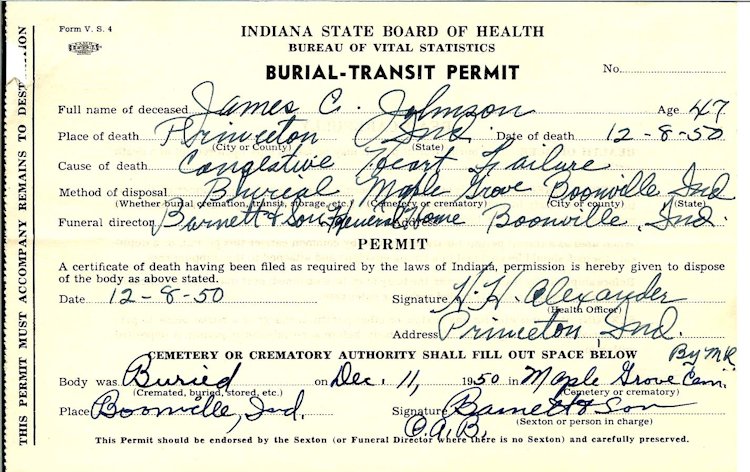 Form V. S. 4
INDIANA STATE BOARD OF HEALTH
BUREAU OF VITAL STATISTICS
BURIAL-TRANSIT PERMIT
No.
Full name of deceased James C. Johnson Age 47
Place of death Princeton Ind Date of death 12-8-50
(City or County) (State)
Cause of death Congestive Heart Failure
Method of disposal Burial Maple Grove Boonville Ind
(Whether burial cremation, transit, storage, etc.) (Cemetery or crematory) (City or county) (State)
Funeral director Barnett & Son Funeral Home Address Boonville, Ind.
PERMIT
A certificate of death having been filed as required by the laws of Indiana, permission is hereby given to dispose
of the body as above stated.
Date 12-8-50 Signature H. H. Alexander
(Health Officer)
Address Princeton, Ind.
By M.R.
CEMETERY OR CREMATORY AUTHORITY SHALL FILL OUT SPACE BELOW
Body was Buried on Dec. 11, 1950 in Maple Grove Cem.
(Cremated, buried, stored, etc.) (Cemetery or crematory)
Place Boonville, Ind. Signature Barnett & Son
C.A.B. (Sexton or person in charge)
This Permit should be endorsed by the Sexton (or Funeral Director where there is no Sexton) and carefully preserved.
THIS PERMIT MUST ACCOMPANY REMAINS TO